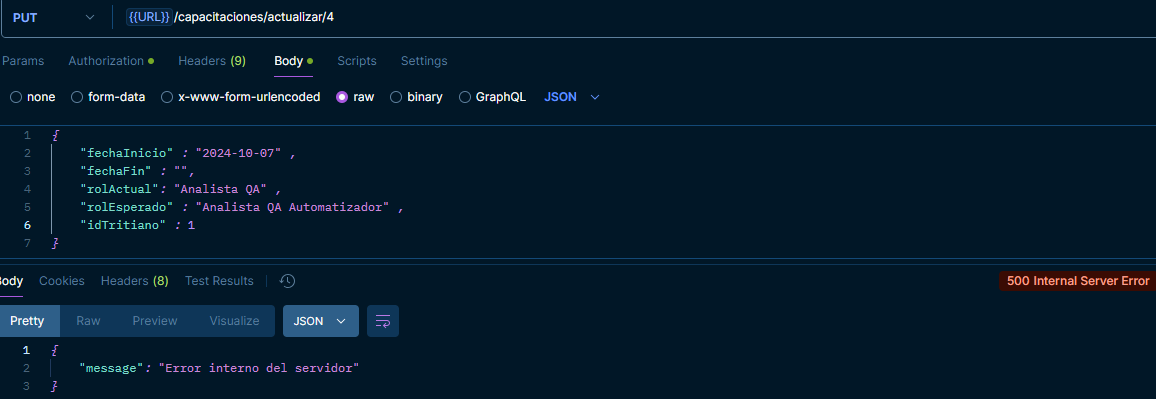 PUT {{URL}}/capacitaciones/actualizar/4
Params Authorization Headers (9) Body Scripts Settings
none form-data x-www-form-urlencoded raw binary GraphQL JSON
1 {
2 "fechaInicio" : "2024-10-07" ,
3 "fechaFin" : "",
4 "rolActual": "Analista QA" ,
5 "rolEsperado" : "Analista QA Automatizador" ,
6 "idTritiano" : 1
7 }
Body Cookies Headers (8) Test Results 500 Internal Server Error
Pretty Raw Preview Visualize JSON
1 {
2 "message": "Error interno del servidor"
3 }